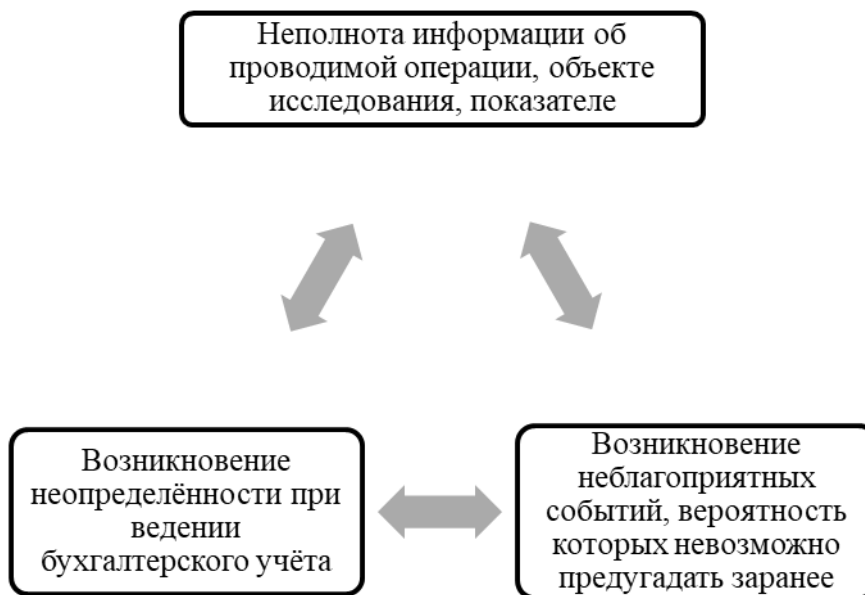 Неполнота информации об
проводимой операции, объекте
исследования, показателе
Возникновение
неопределённости при
ведении
бухгалтерского учёта
Возникновение
неблагоприятных
событий, вероятность
которых невозможно
предугадать заранее